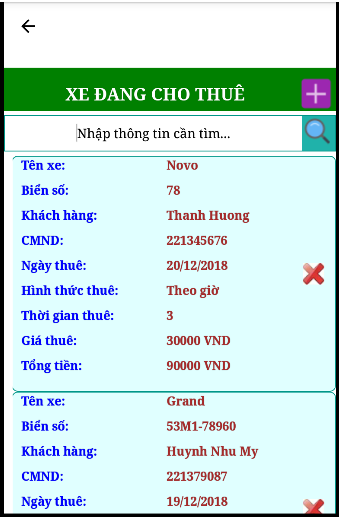 XE ĐANG CHO THUÊ
Nhập thông tin cần tìm...
Tên xe: Novo
Biển số: 78
Khách hàng: Thanh Huong
CMND: 221345676
Ngày thuê: 20/12/2018
Hình thức thuê: Theo giờ
Thời gian thuê: 3
Giá thuê: 30000 VND
Tổng tiền: 90000 VND
Tên xe: Grand
Biển số: 53M1-78960
Khách hàng: Huynh Nhu My
CMND: 221379087
Ngày thuê: 19/12/2018